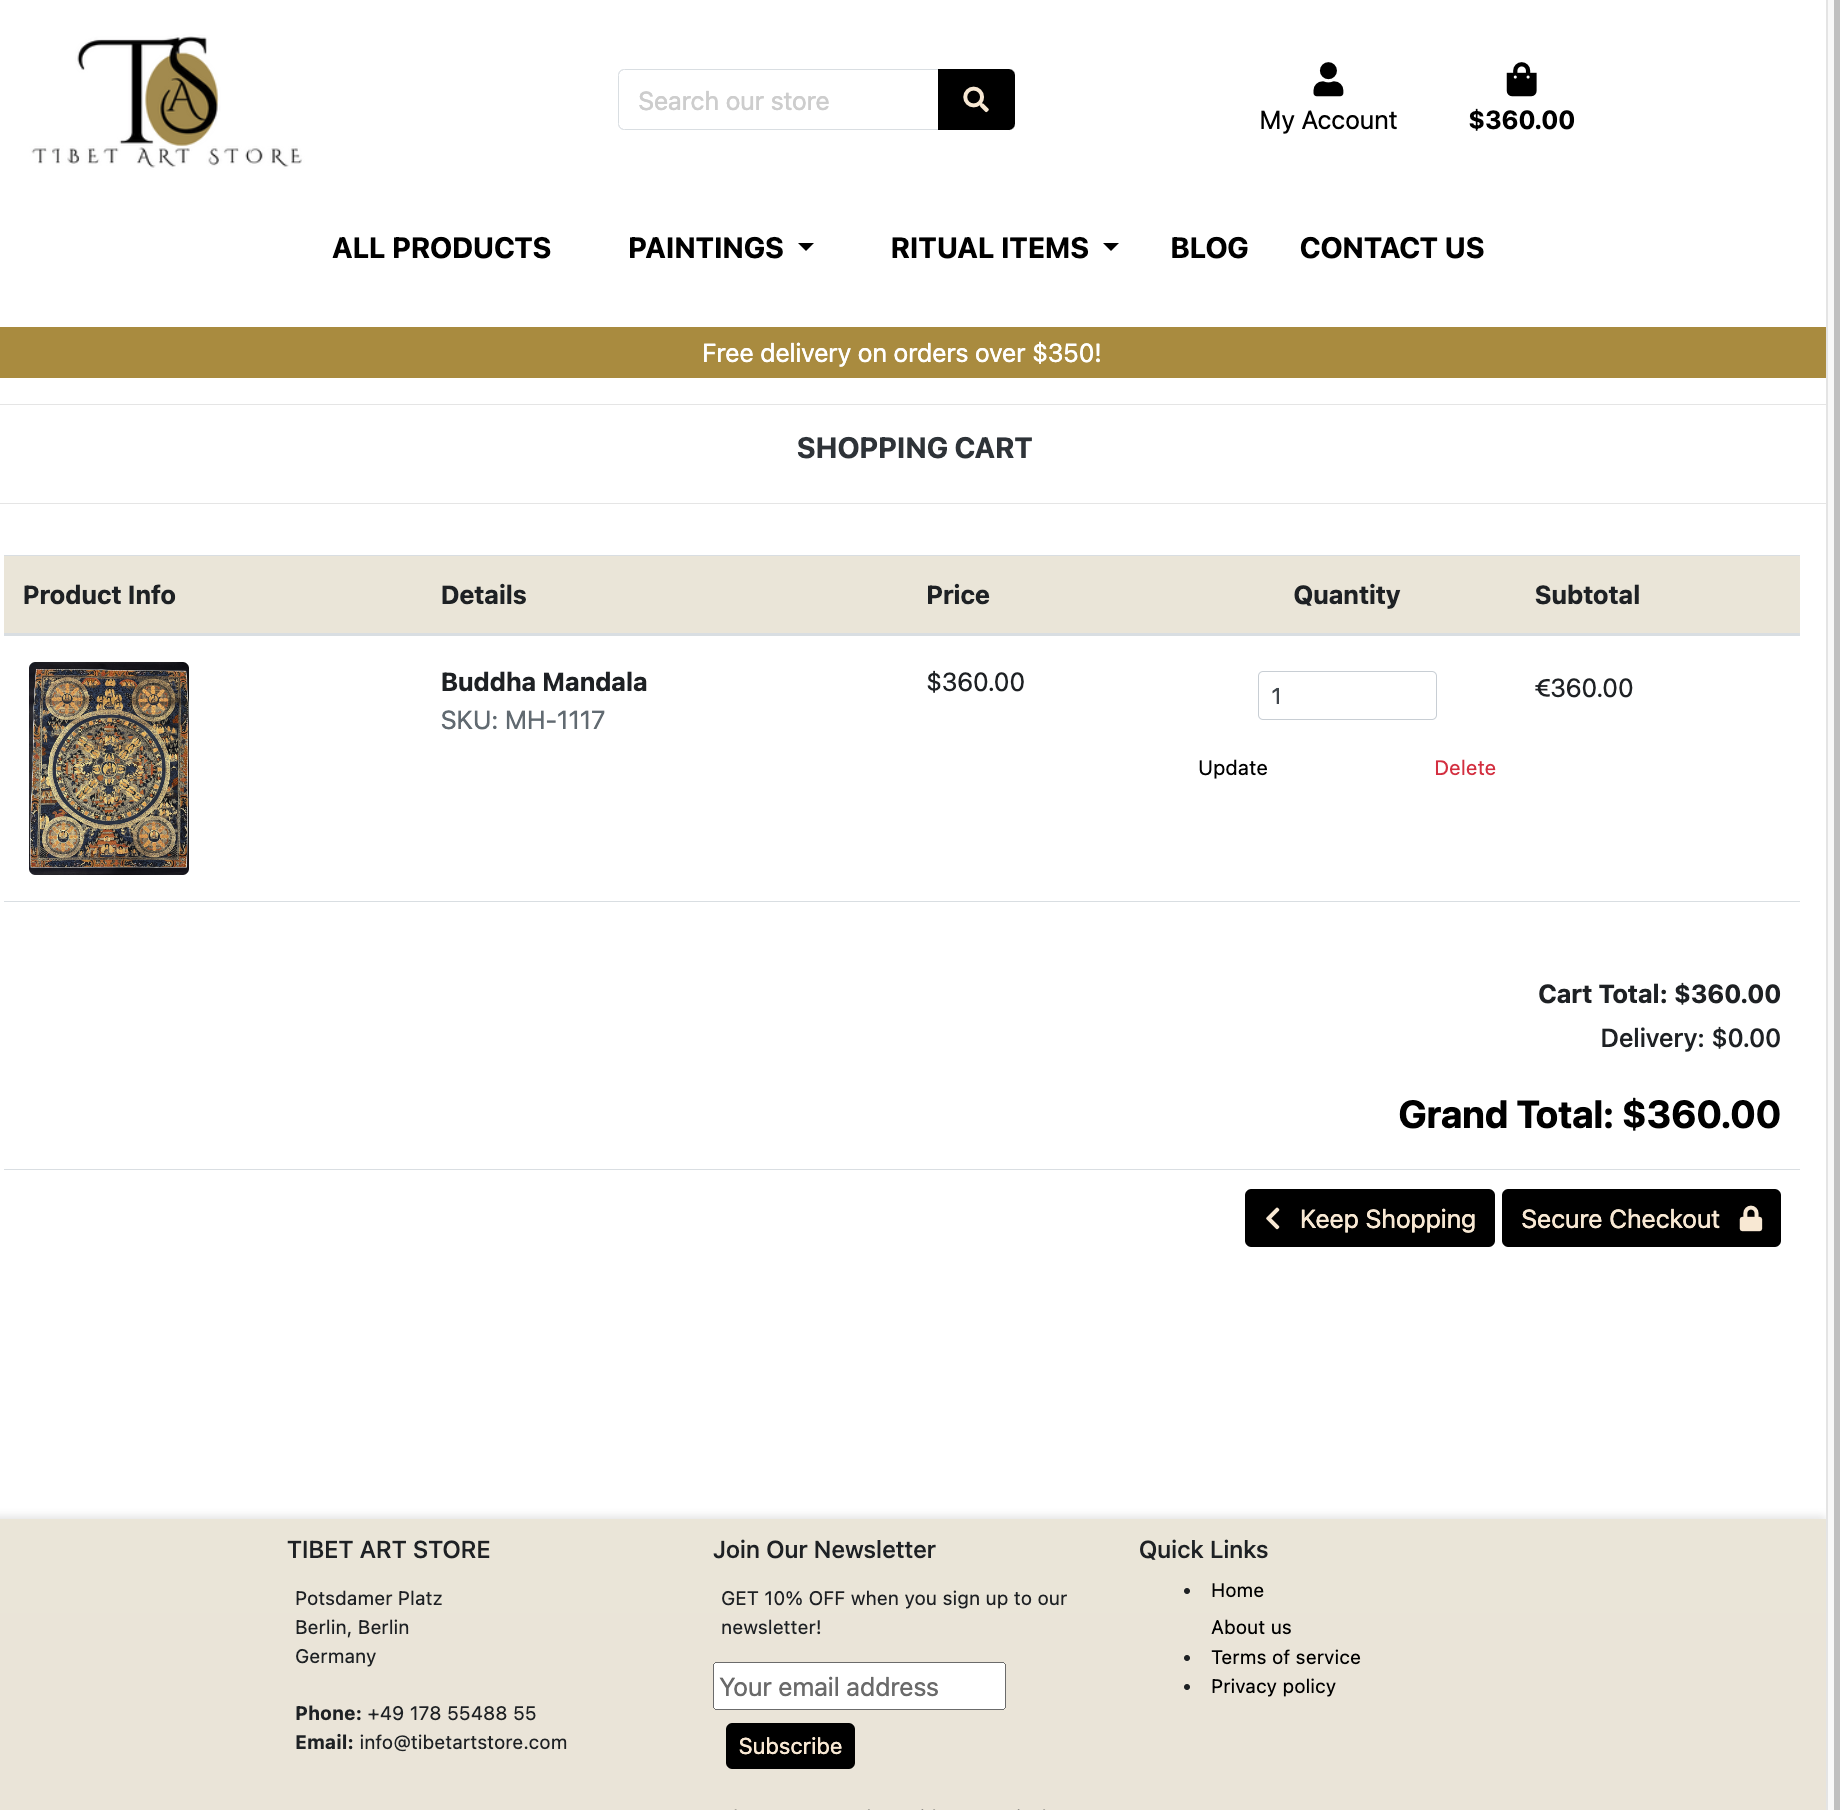 TSA
TIBET ART STORE
Search our store
My Account
$360.00
ALL PRODUCTS PAINTINGS RITUAL ITEMS BLOG CONTACT US
Free delivery on orders over $350!
SHOPPING CART
Product Info Details Price Quantity Subtotal
Buddha Mandala $360.00 1 €360.00
SKU: MH-1117
Update Delete
Cart Total: $360.00
Delivery: $0.00
Grand Total: $360.00
Keep Shopping Secure Checkout
TIBET ART STORE
Potsdamer Platz
Berlin, Berlin
Germany
Phone: +49 178 55488 55
Email: info@tibetartstore.com
Join Our Newsletter
GET 10% OFF when you sign up to our
newsletter!
Your email address
Subscribe
Quick Links
Home
About us
Terms of service
Privacy policy